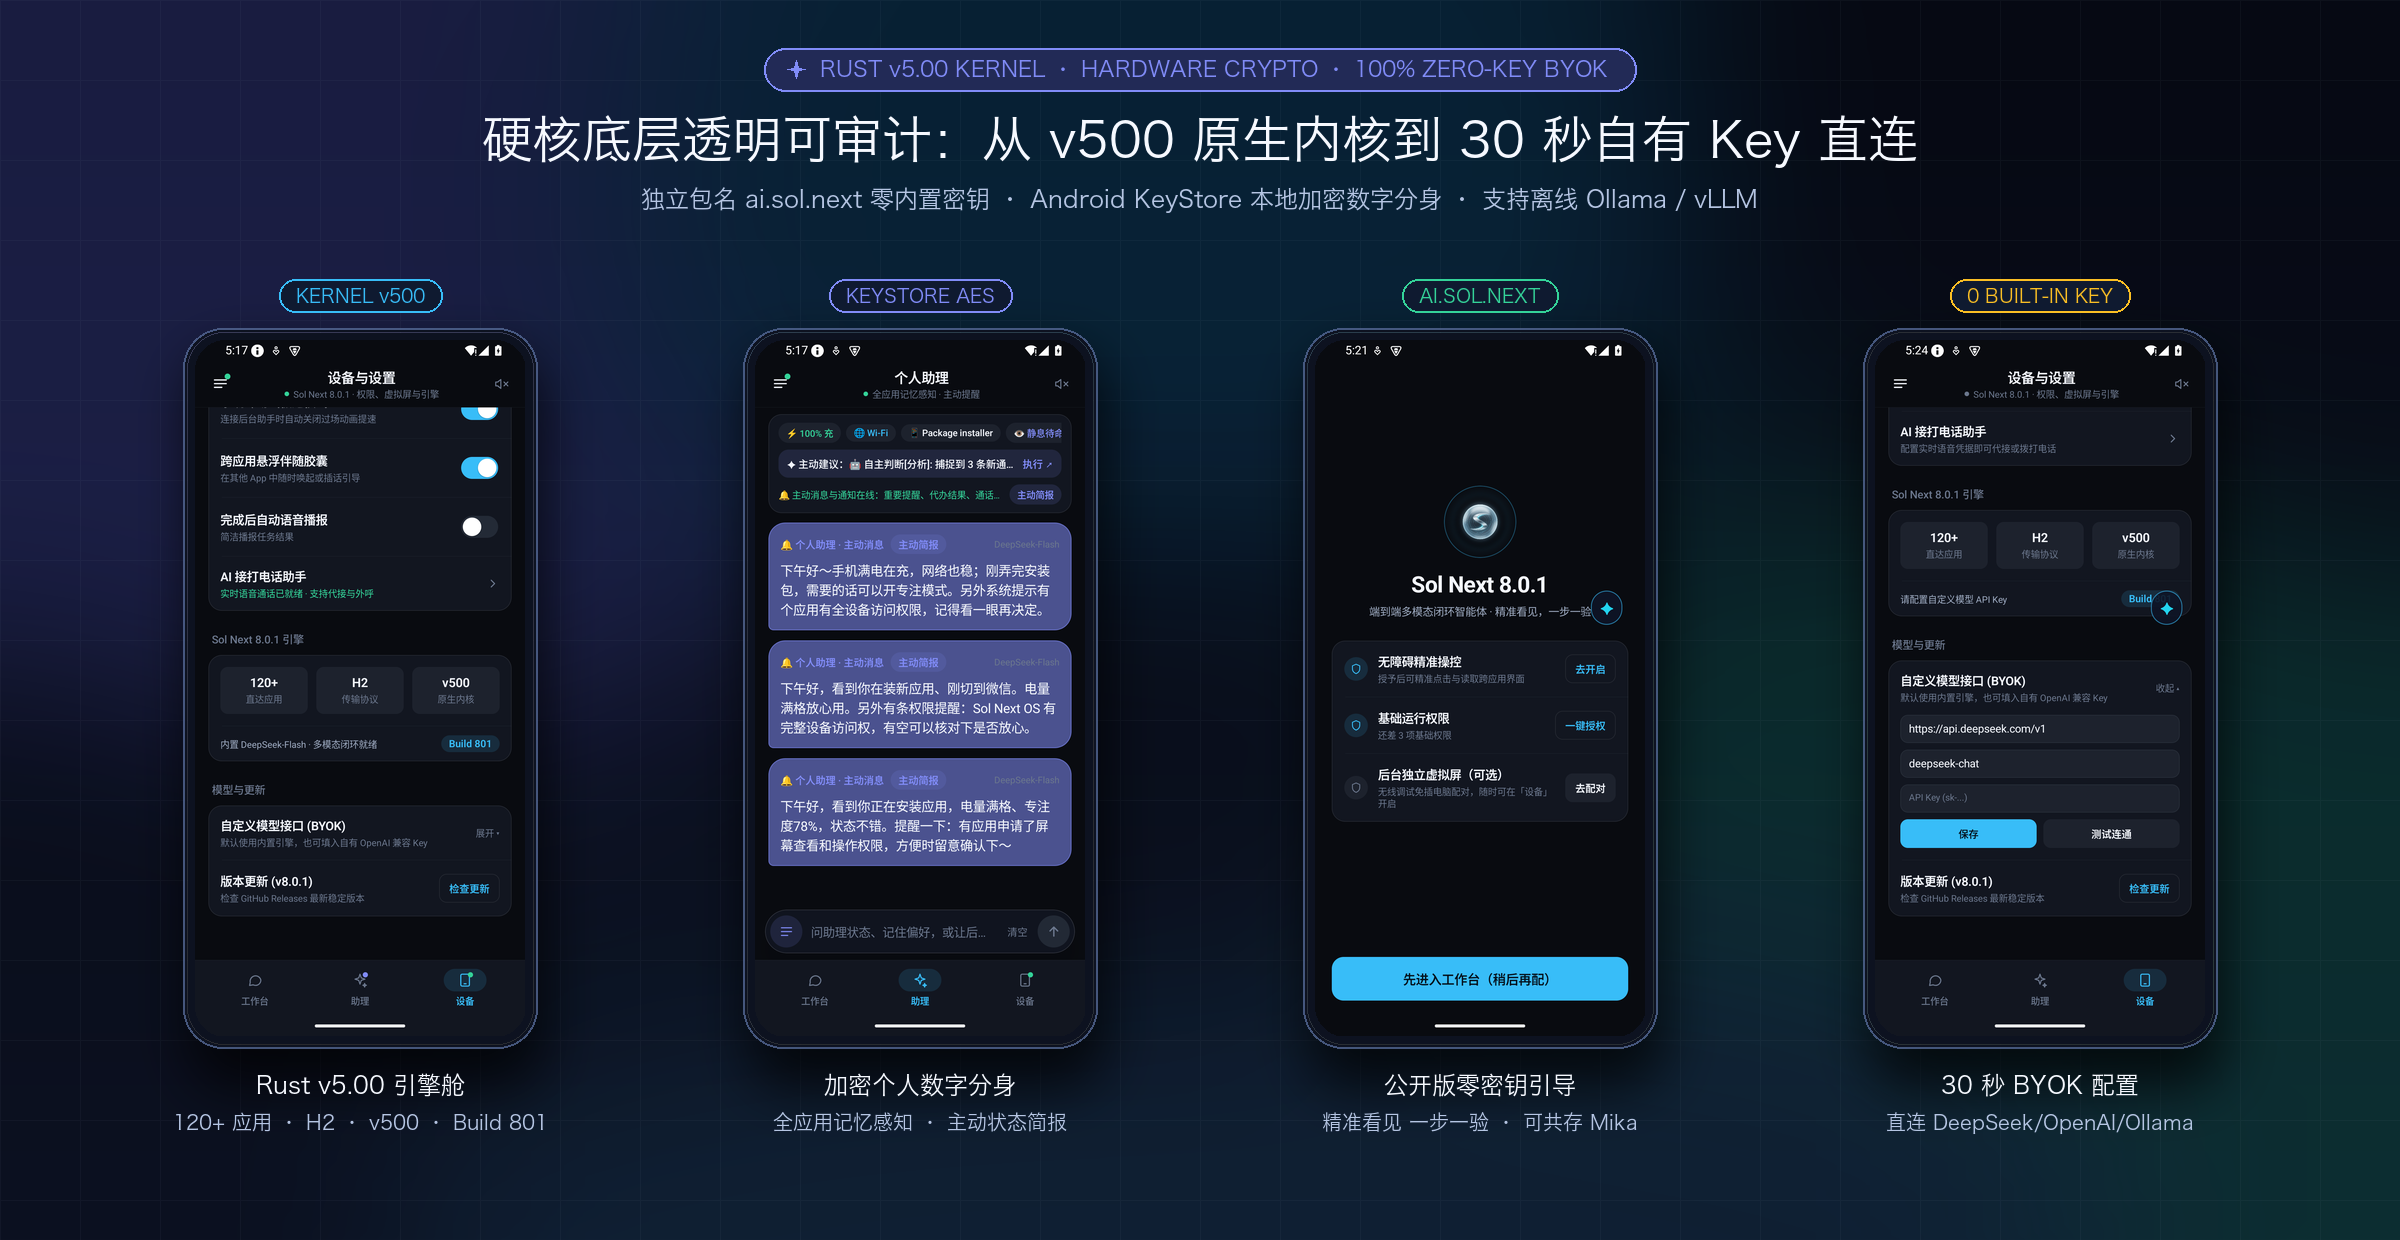 RUST v5.00 KERNEL · HARDWARE CRYPTO · 100% ZERO-KEY BYOK
硬核底层透明可审计：从 v500 原生内核到 30 秒自有 Key 直连
独立包名 ai.sol.next 零内置密钥 · Android KeyStore 本地加密数字分身 · 支持离线 Ollama / vLLM
KERNEL v500
5:17
设备与设置
Sol Next 8.0.1 · 权限、虚拟屏与引擎
连接后台助手时自动关闭过场动画提速
跨应用悬浮伴随胶囊
在其他 App 中随时唤起或插话引导
完成后自动语音播报
简洁播报任务结果
AI 接打电话助手
实时语音通话已就绪 · 支持代接与外呼
Sol Next 8.0.1 引擎
120+ H2 v500
直达应用 传输协议 原生内核
内置 DeepSeek-Flash · 多模态闭环就绪 Build 801
模型与更新
自定义模型接口 (BYOK) 展开
默认使用内置引擎，也可填入自有 OpenAI 兼容 Key
版本更新 (v8.0.1) 检查更新
检查 GitHub Releases 最新稳定版本
工作台 助理 设备
Rust v5.00 引擎舱
120+ 应用 · H2 · v500 · Build 801
KEYSTORE AES
5:17
个人助理
全应用记忆感知 · 主动提醒
100% 充 Wi-Fi Package installer 静息待命
主动建议： 自主判断[分析]: 捕捉到 3 条新通... 执行
主动消息与通知在线：重要提醒、代办结果、通话... 主动简报
个人助理 · 主动消息 主动简报 DeepSeek-Flash
下午好～手机满电在充，网络也稳；刚弄完安装
包，需要的话可以开专注模式。另外系统提示有
个应用有全设备访问权限，记得看一眼再决定。
个人助理 · 主动消息 主动简报 DeepSeek-Flash
下午好，看到你在装新应用、刚切到微信。电量
满格放心用。另外有条权限提醒：Sol Next OS 有
完整设备访问权，有空可以核对下是否放心。
个人助理 · 主动消息 主动简报 DeepSeek-Flash
下午好，看到你正在安装应用，电量满格、专注
度78%，状态不错。提醒一下：有应用申请了屏
幕查看和操作权限，方便时留意确认下～
问助理状态、记住偏好，或让后... 清空
工作台 助理 设备
加密个人数字分身
全应用记忆感知 · 主动状态简报
AI.SOL.NEXT
5:21
Sol Next 8.0.1
端到端多模态闭环智能体 · 精准看见，一步一验
无障碍精准操控 去开启
授予后可精准点击与读取跨应用界面
基础运行权限 一键授权
还差 3 项基础权限
后台独立虚拟屏（可选） 去配对
无线调试免插电脑配对，随时可在「设备」
开启
先进入工作台（稍后再配）
公开版零密钥引导
精准看见 一步一验 · 可共存 Mika
0 BUILT-IN KEY
5:24
设备与设置
Sol Next 8.0.1 · 权限、虚拟屏与引擎
AI 接打电话助手
配置实时语音凭据即可代接或拨打电话
Sol Next 8.0.1 引擎
120+ H2 v500
直达应用 传输协议 原生内核
请配置自定义模型 API Key Build
模型与更新
自定义模型接口 (BYOK) 收起
默认使用内置引擎，也可填入自有 OpenAI 兼容 Key
https://api.deepseek.com/v1
deepseek-chat
API Key (sk-...)
保存 测试连通
版本更新 (v8.0.1) 检查更新
检查 GitHub Releases 最新稳定版本
工作台 助理 设备
30 秒 BYOK 配置
直连 DeepSeek/OpenAI/Ollama